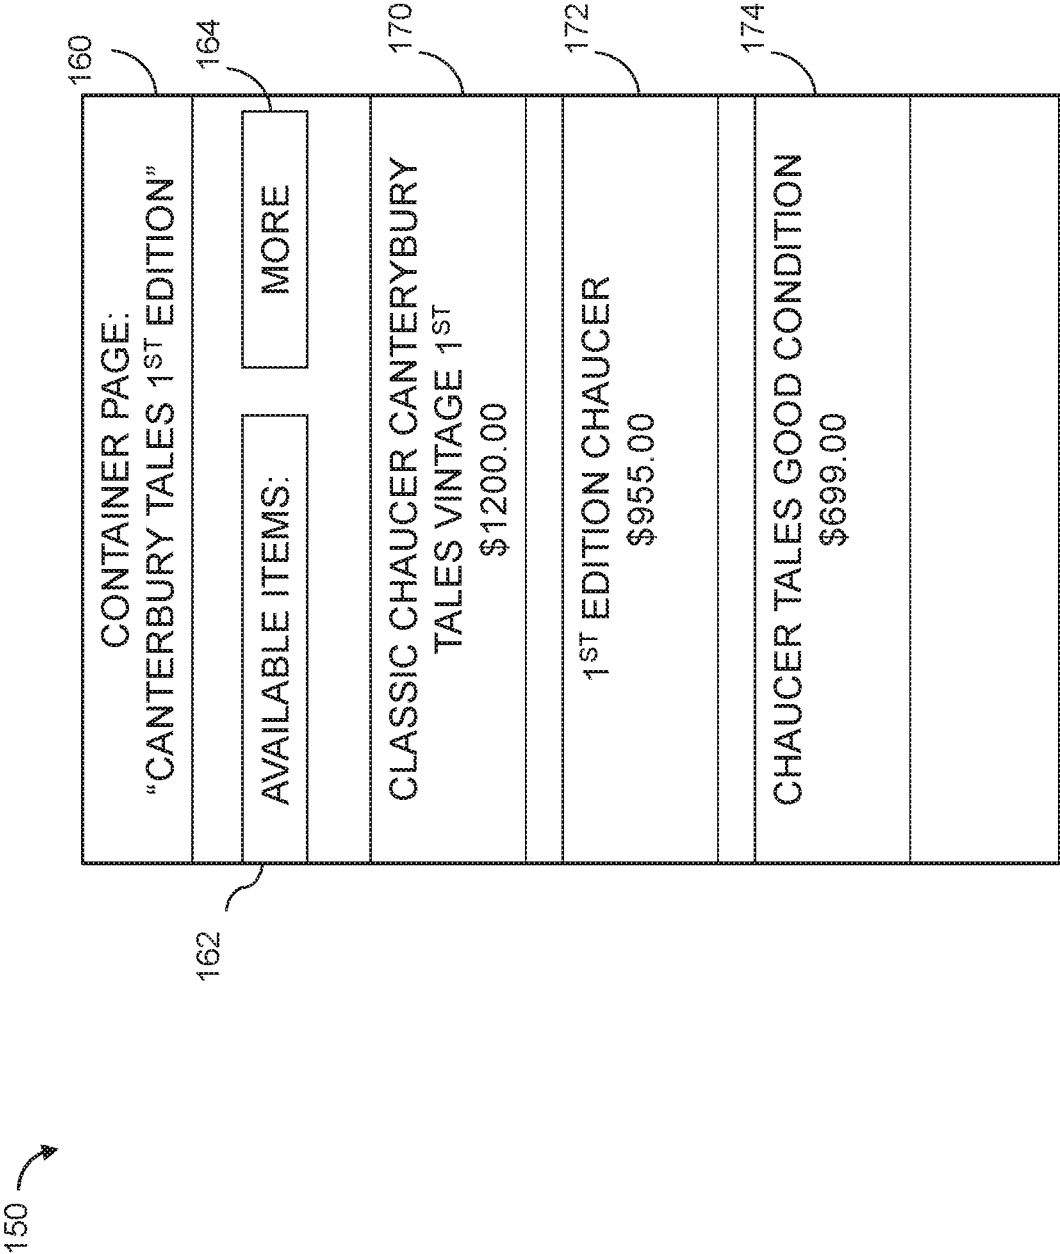 150
160
CONTAINER PAGE:
“CANTERBURY TALES 1ST EDITION”
162
AVAILABLE ITEMS:
MORE
164
CLASSIC CHAUCER CANTERYBURY
TALES VINTAGE 1ST
$1200.00
170
1ST EDITION CHAUCER
$955.00
172
CHAUCER TALES GOOD CONDITION
$699.00
174